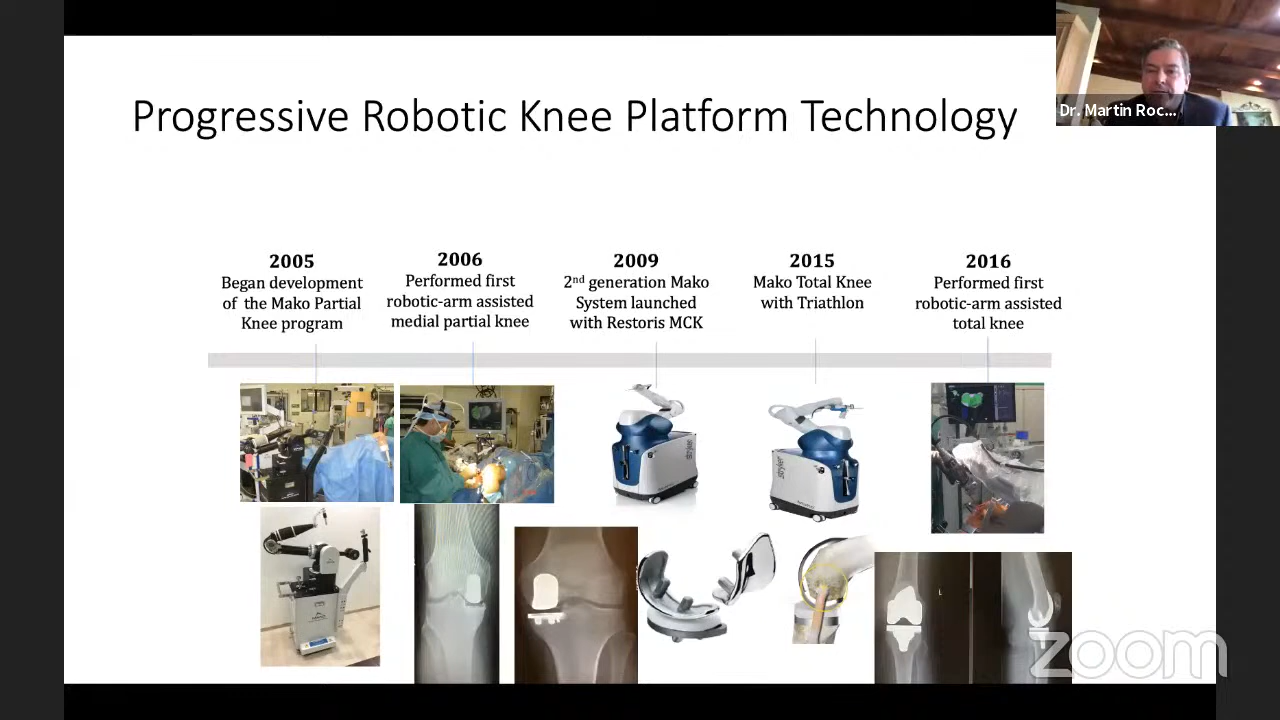 Progressive Robotic Knee Platform Technology
Dr. Martin Roc...
2005
Began development
of the Mako Partial
Knee program
2006
Performed first
robotic-arm assisted
medial partial knee
2009
2nd generation Mako
System launched
with Restoris MCK
2015
Mako Total Knee
with Triathlon
2016
Performed first
robotic-arm assisted
total knee
stryker
stryker
L
zoom